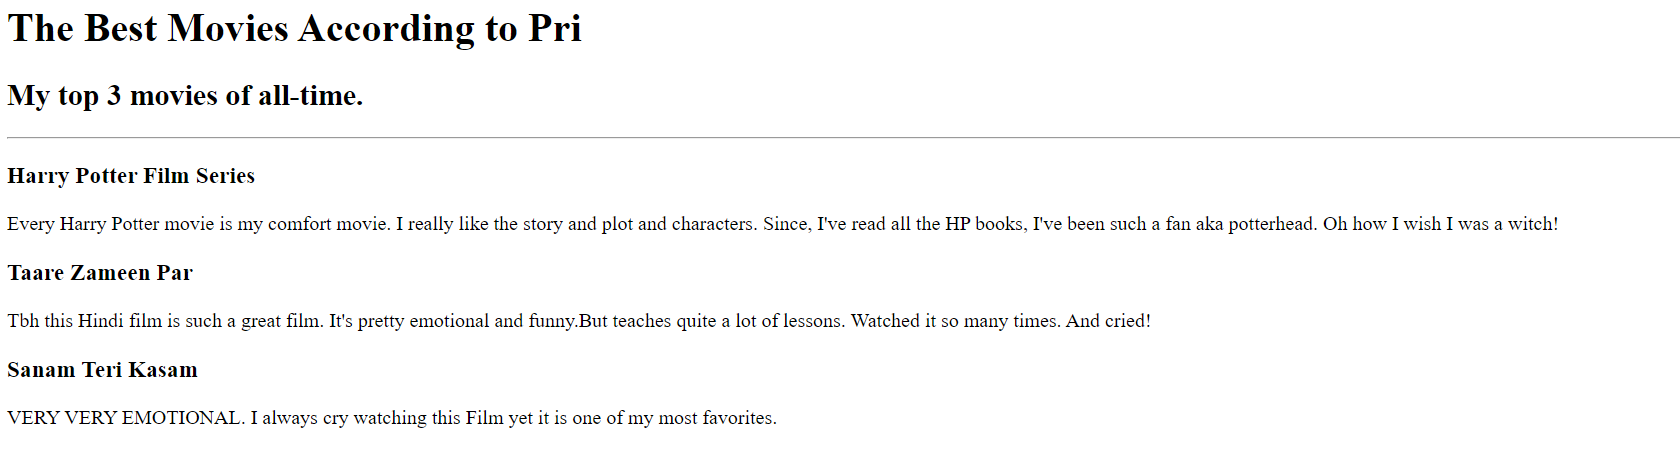 The Best Movies According to Pri
My top 3 movies of all-time.
Harry Potter Film Series
Every Harry Potter movie is my comfort movie. I really like the story and plot and characters. Since, I've read all the HP books, I've been such a fan aka potterhead. Oh how I wish I was a witch!
Taare Zameen Par
Tbh this Hindi film is such a great film. It's pretty emotional and funny.But teaches quite a lot of lessons. Watched it so many times. And cried!
Sanam Teri Kasam
VERY VERY EMOTIONAL. I always cry watching this Film yet it is one of my most favorites.